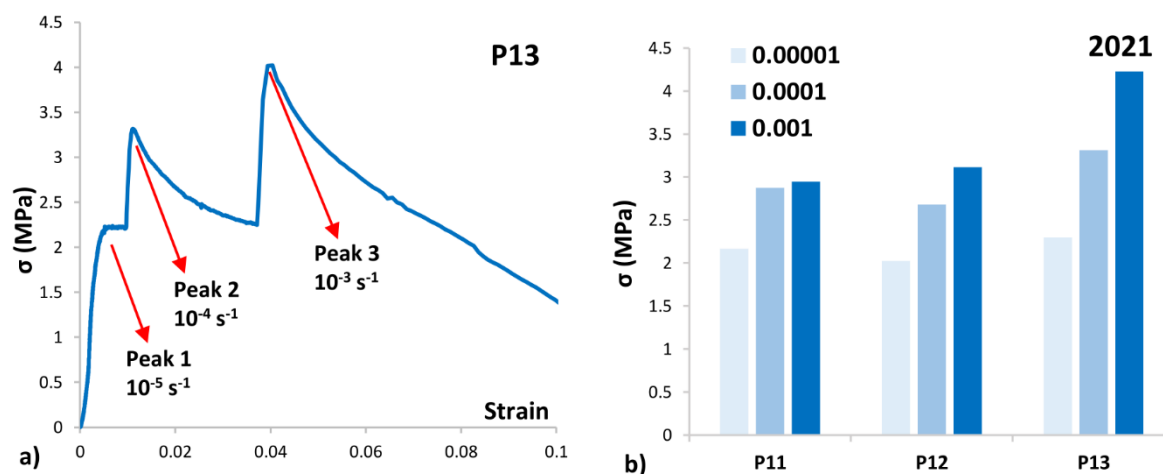 4.5
4
3.5
3
2.5
2
1.5
1
0.5
0
σ (MPa)
P13
Peak 1
10⁻⁵ s⁻¹
Peak 2
10⁻⁴ s⁻¹
Peak 3
10⁻³ s⁻¹
Strain
0 0.02 0.04 0.06 0.08 0.1
a)
2021
0.00001
0.0001
0.001
4.5
4
3.5
3
2.5
2
1.5
1
0.5
0
σ (MPa)
P11 P12 P13
b)